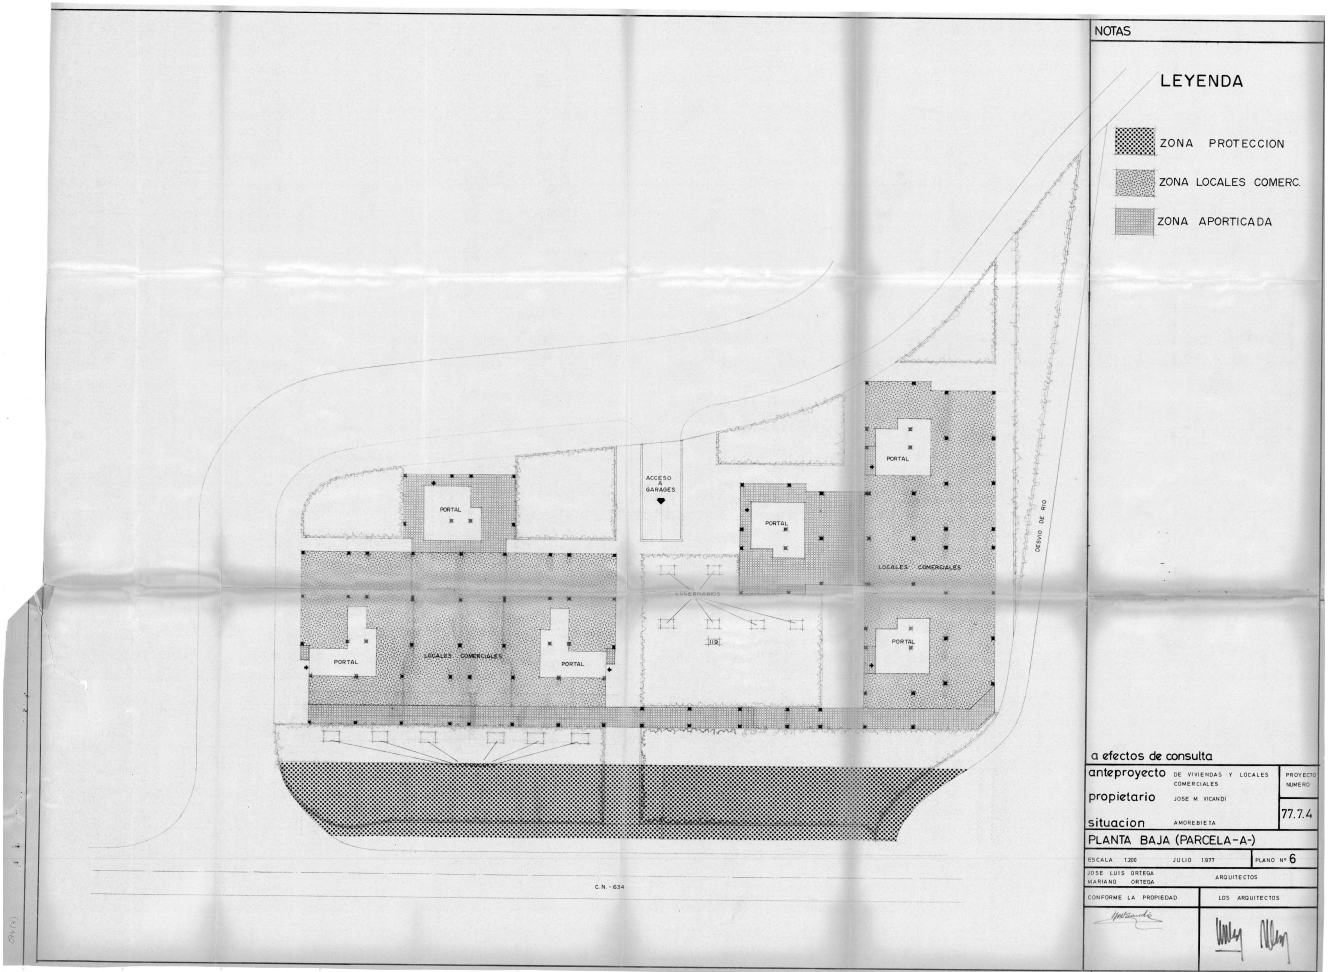 NOTAS
LEYENDA
ZONA PROTECCION
ZONA LOCALES COMERC.
ZONA APORTICADA
PORTAL
ACCESO
A
GARAGES
PORTAL
PORTAL
DESVIO DE RIO
LOCALES COMERCIALES
PORTAL
LOCALES COMERCIALES
PORTAL
PORTAL
C.N.-634
a efectos de consulta
anteproyecto DE VIVIENDAS Y LOCALES
COMERCIALES
PROYECTO
NUMERO
propietario JOSE M. VICANDI
77.7.4
situacion AMOREBIETA
PLANTA BAJA (PARCELA-A-)
ESCALA 1:200 JULIO 1.977 PLANO Nº 6
JOSE LUIS ORTEGA
MARIANO ORTEGA
ARQUITECTOS
CONFORME LA PROPIEDAD LOS ARQUITECTOS